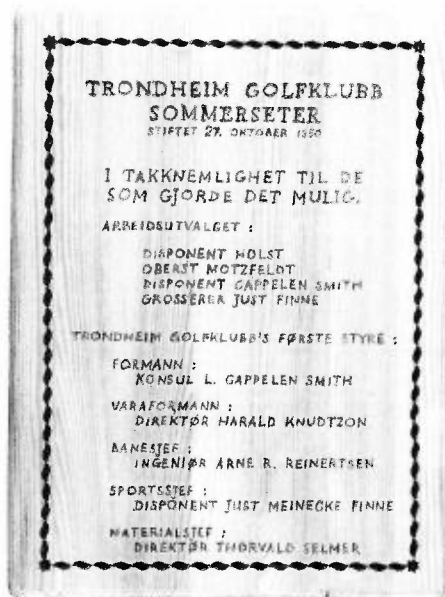 TRONDHEIM GOLFKLUBB
SOMMERSETER
STIFTET 27. OKTOBER 1950
I TAKKNEMLIGHET TIL DE
SOM GJORDE DET MULIG.
ARBEIDSUTVALGET :
DISPONENT HOLST
OBERST MOTZFELDT
DISPONENT CAPPELEN SMITH
GROSSERER JUST FINNE
TRONDHEIM GOLFKLUBB'S FØRSTE STYRE :
FORMANN :
KONSUL L. CAPPELEN SMITH
VARAFORMANN :
DIREKTØR HARALD KNUDTZON
BANESJEF :
INGENIØR ARNE R. REINERTSEN
SPORTSSJEF :
DISPONENT JUST MEINECKE FINNE
MATERIALSJEF :
DIREKTØR THORVALD SELMER